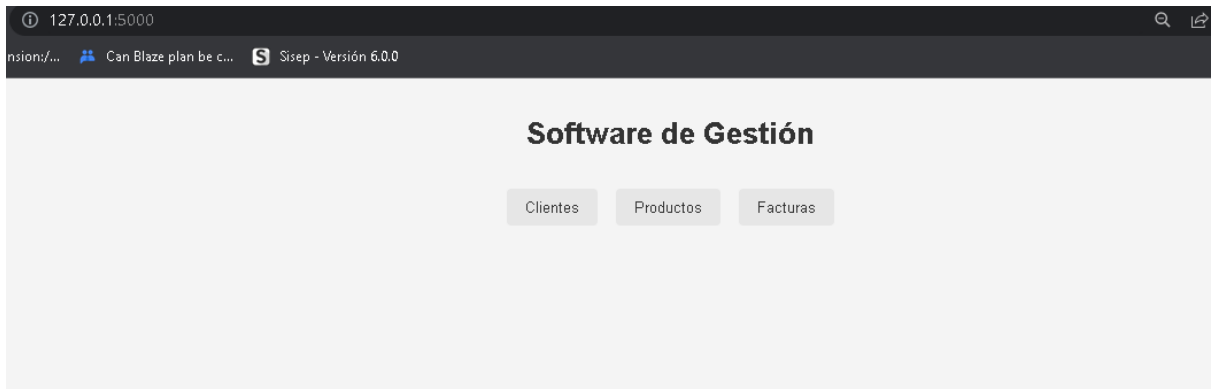 127.0.0.1:5000
nsion:/... Can Blaze plan be c... S Sisep - Versión 6.0.0
Software de Gestión
Clientes Productos Facturas